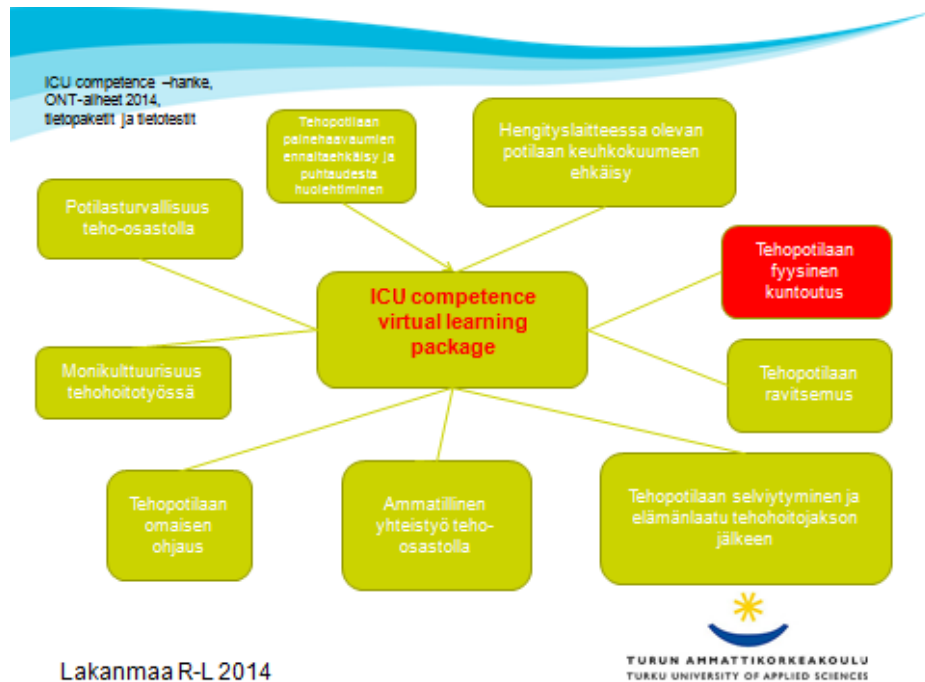 ICU competence –hanke,
ONT-aiheet 2014,
tietopaketit ja tietotestit
Tehopotilaan
painehaavaumien
ennaltaehkäisy ja
puhtaudesta
huolehtiminen
Hengityslaitteessa olevan
potilaan keuhkokuumeen
ehkäisy
Potilasturvallisuus
teho-osastolla
Tehopotilaan
fyysinen
kuntoutus
ICU competence
virtual learning
package
Monikulttuurisuus
tehohoitotyössä
Tehopotilaan
ravitsemus
Tehopotilaan
omaisen
ohjaus
Ammatillinen
yhteistyö teho-
osastolla
Tehopotilaan selviytyminen ja
elämänlaatu tehohoitojakson
jälkeen
Lakanmaa R-L 2014
TURUN AMMATTIKORKEAKOULU
TURKU UNIVERSITY OF APPLIED SCIENCES